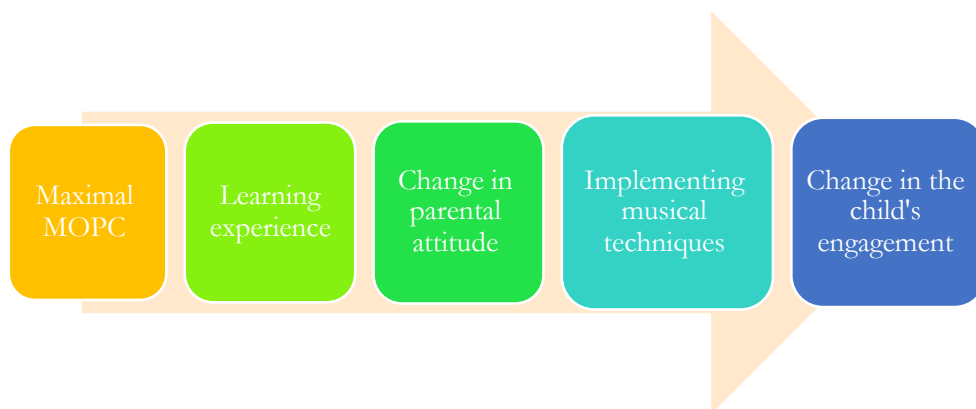 Maximal
MOPC
Learning
experience
Change in
parental
attitude
Implementing
musical
techniques
Change in the
child's
engagement